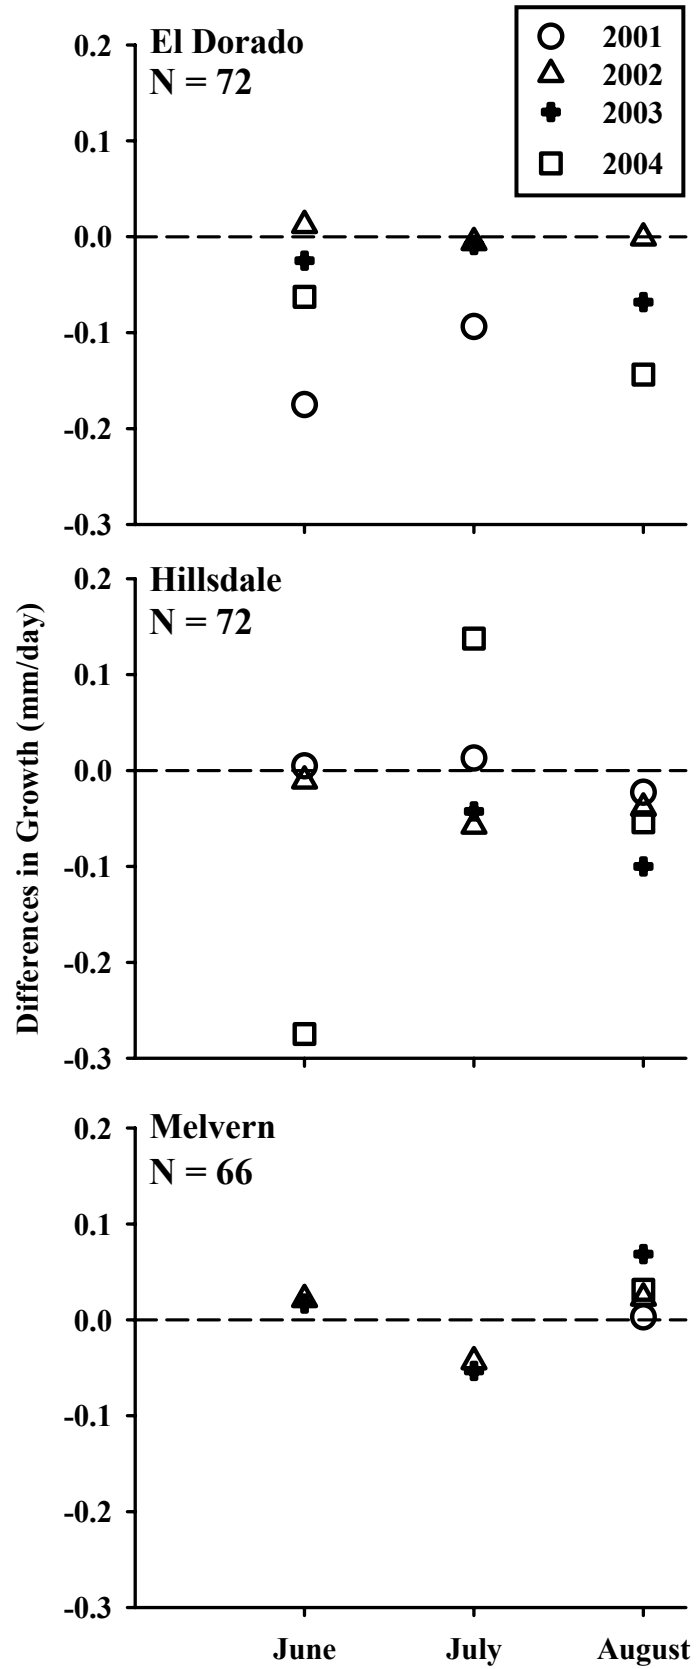 El Dorado
N = 72
2001
2002
2003
2004
0.2
0.1
0.0
-0.1
-0.2
-0.3
Hillsdale
N = 72
0.2
0.1
0.0
-0.1
-0.2
-0.3
Differences in Growth (mm/day)
Melvern
N = 66
0.2
0.1
0.0
-0.1
-0.2
-0.3
June July August